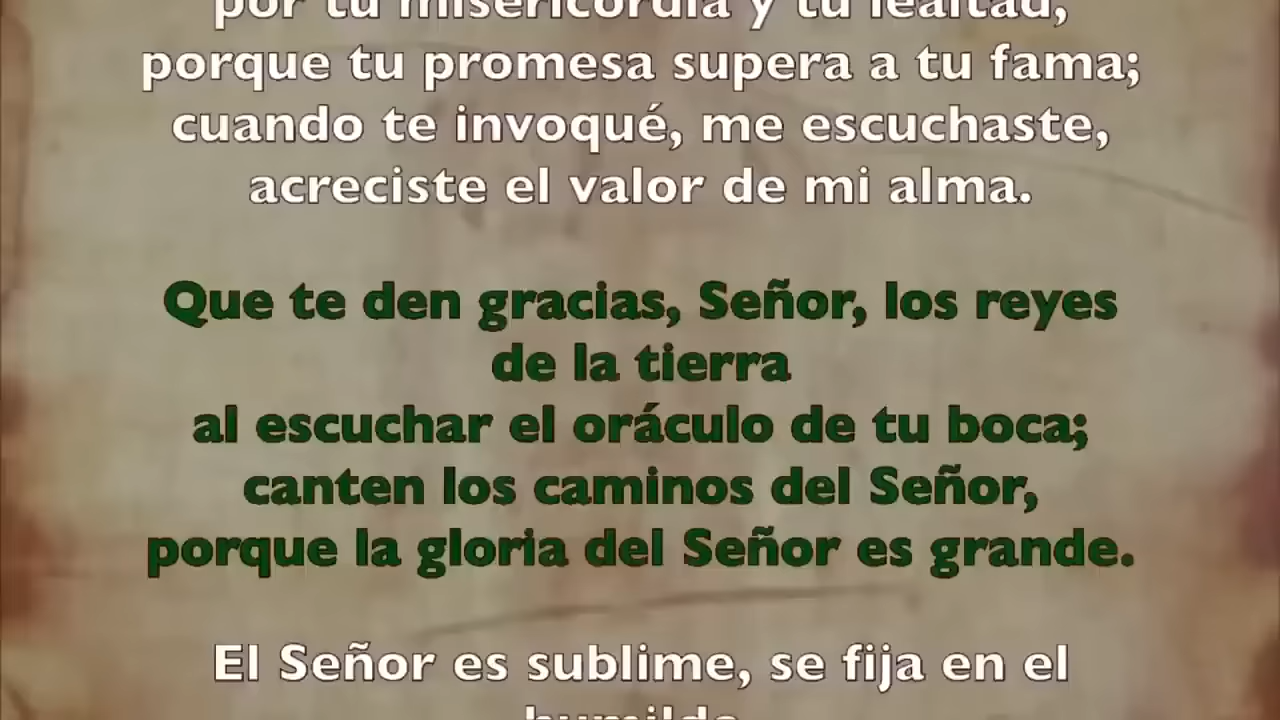 por tu misericordia y tu lealtad,
porque tu promesa supera a tu fama;
cuando te invoqué, me escuchaste,
acreciste el valor de mi alma.
Que te den gracias, Señor, los reyes
de la tierra
al escuchar el oráculo de tu boca;
canten los caminos del Señor,
porque la gloria del Señor es grande.
El Señor es sublime, se fija en el
humilde